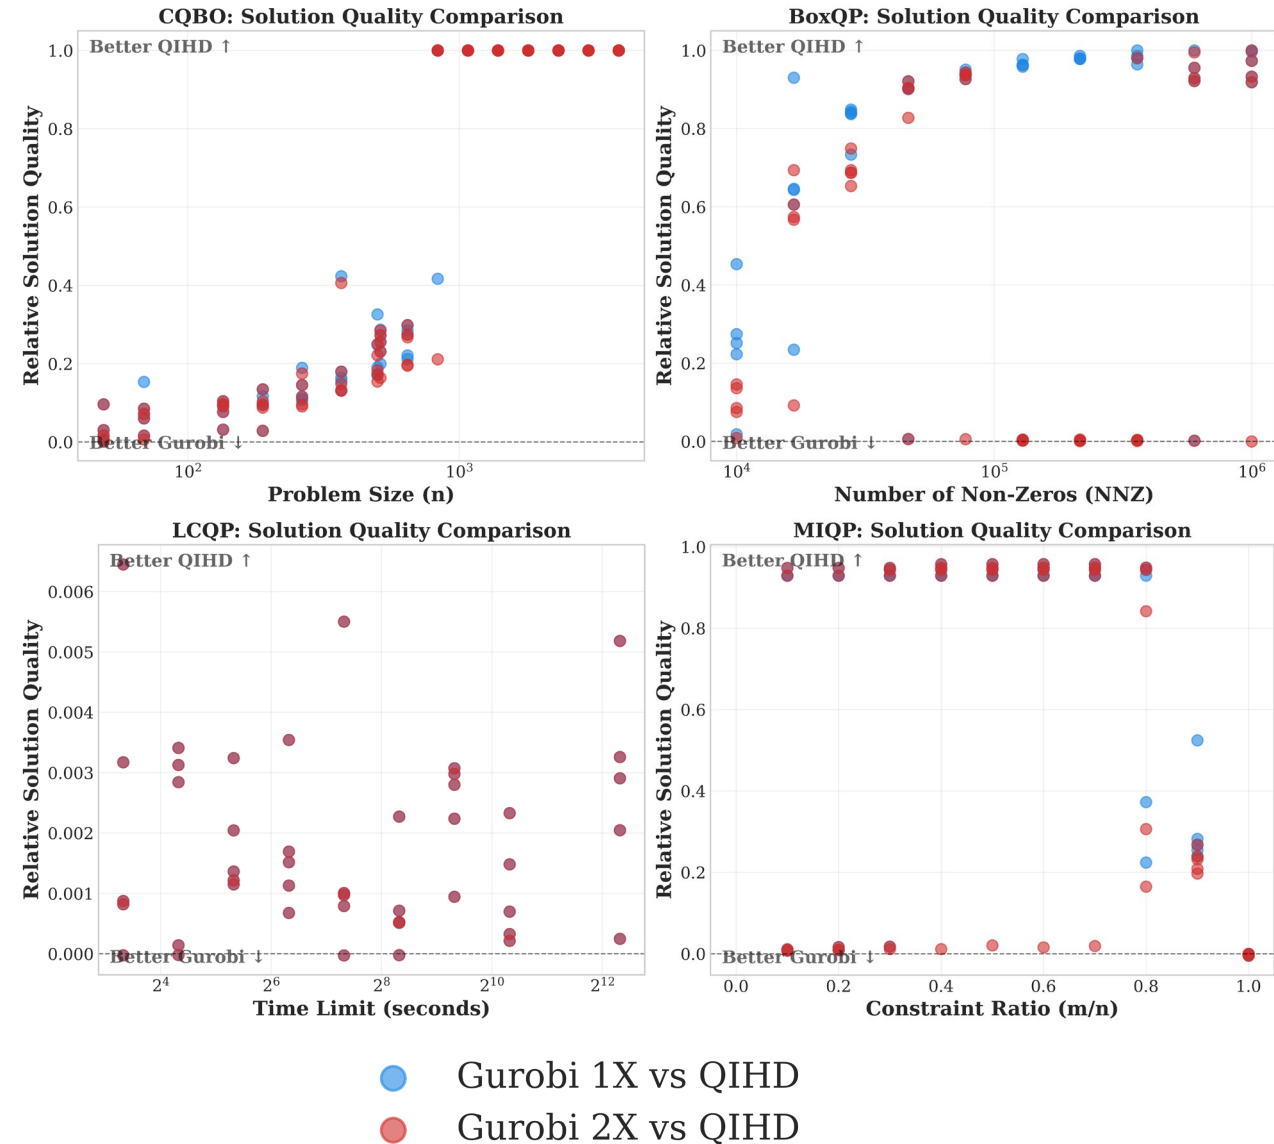 CQBO: Solution Quality Comparison
Better QIHD ↑
1.0
0.8
0.6
0.4
0.2
0.0
Relative Solution Quality
Better Gurobi ↓
10²
10³
Problem Size (n)
BoxQP: Solution Quality Comparison
Better QIHD ↑
1.0
0.8
0.6
0.4
0.2
0.0
Relative Solution Quality
Better Gurobi ↓
10⁴
10⁵
10⁶
Number of Non-Zeros (NNZ)
LCQP: Solution Quality Comparison
Better QIHD ↑
0.006
0.005
0.004
0.003
0.002
0.001
0.000
Relative Solution Quality
Better Gurobi ↓
2⁴
2⁶
2⁸
2¹⁰
2¹²
Time Limit (seconds)
MIQP: Solution Quality Comparison
1.0
Better QIHD ↑
0.8
0.6
0.4
0.2
0.0
Relative Solution Quality
Better Gurobi ↓
0.0
0.2
0.4
0.6
0.8
1.0
Constraint Ratio (m/n)
Gurobi 1X vs QIHD
Gurobi 2X vs QIHD